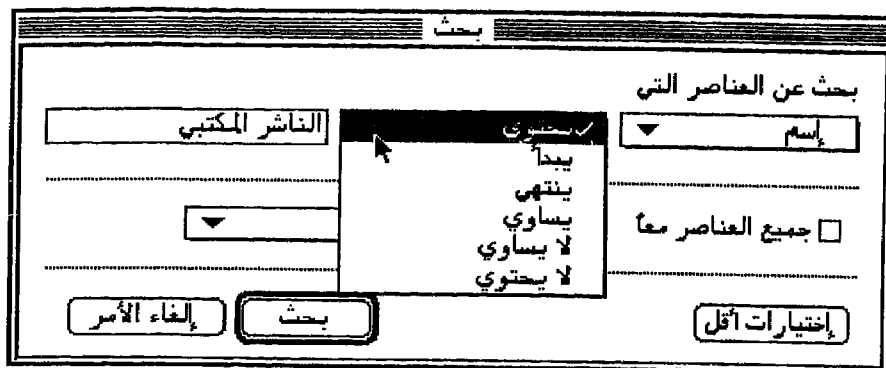 بحث
بحث عن العناصر التي
إسم
✓يحتوي
الناشر المكتبي
يبدأ
ينتهي
يساوي
لا يساوي
لا يحتوي
جميع العناصر معاً
إختيارات أقل
بحث
إلغاء الأمر